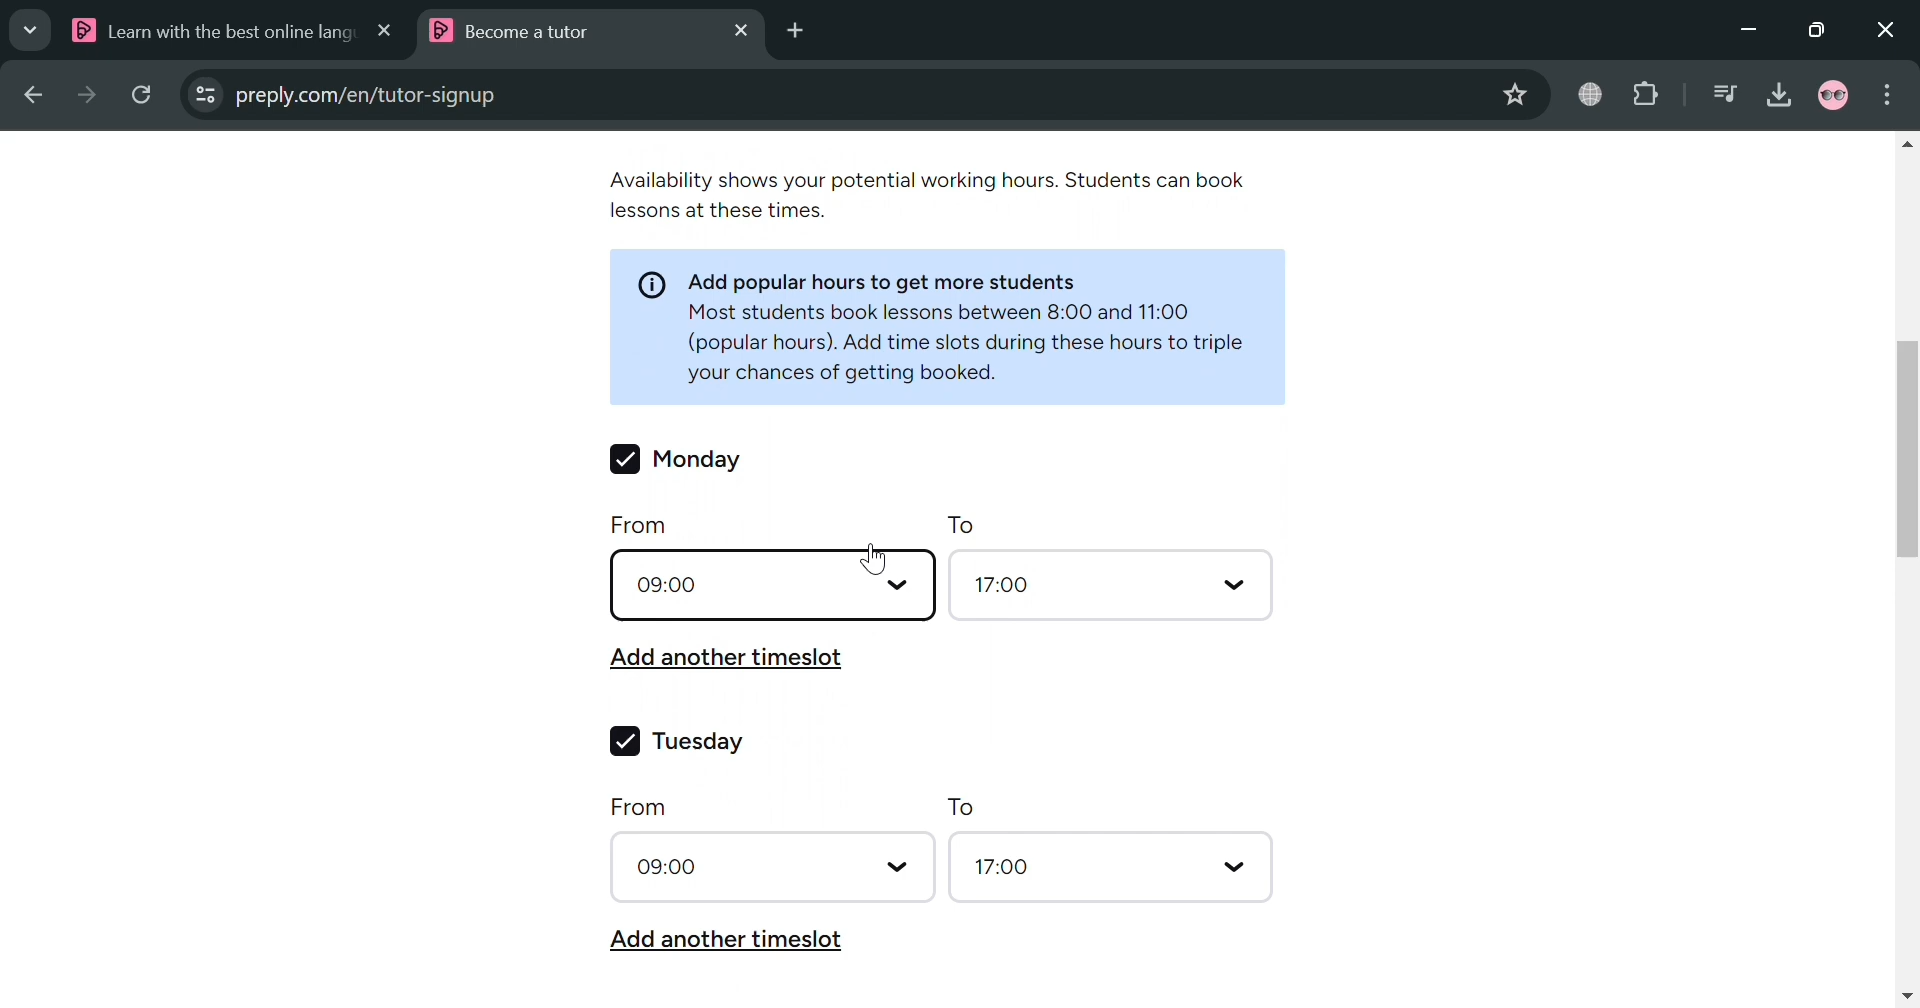 Learn with the best online lang
Become a tutor
preply.com/en/tutor-signup
Availability shows your potential working hours. Students can book
lessons at these times.
Add popular hours to get more students
Most students book lessons between 8:00 and 11:00
(popular hours). Add time slots during these hours to triple
your chances of getting booked.
Monday
From To
09:00 17:00
Add another timeslot
Tuesday
From To
09:00 17:00
Add another timeslot